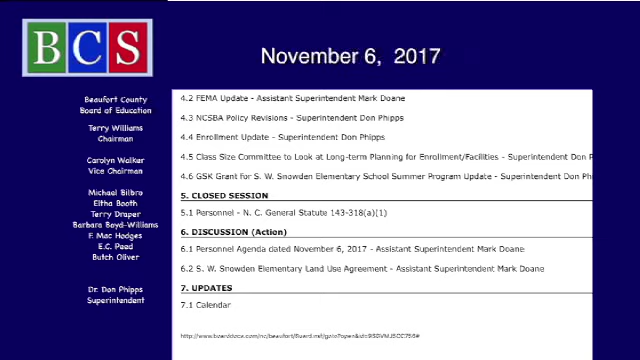 BCS
November 6, 2017
Beaufort County
Board of Education
Terry Williams
Chairman
Carolyn Walker
Vice Chairman
Michael Bilbro
Eltha Booth
Terry Draper
Barbara Boyd-Williams
F. Mac Hodges
E.C. Peed
Butch Oliver
Dr. Don Phipps
Superintendent
4.2 FEMA Update - Assistant Superintendent Mark Doane
4.3 NCSBA Policy Revisions - Superintendent Don Phipps
4.4 Enrollment Update - Superintendent Don Phipps
4.5 Class Size Committee to Look at Long-term Planning for Enrollment/Facilities - Superintendent Don P
4.6 GSK Grant for S. W. Snowden Elementary School Summer Program Update - Superintendent Don Phi
5. CLOSED SESSION
5.1 Personnel - N. C. General Statute 143-318(a)(1)
6. DISCUSSION (Action)
6.1 Personnel Agenda dated November 6, 2017 - Assistant Superintendent Mark Doane
6.2 S. W. Snowden Elementary Land Use Agreement - Assistant Superintendent Mark Doane
7. UPDATES
7.1 Calendar